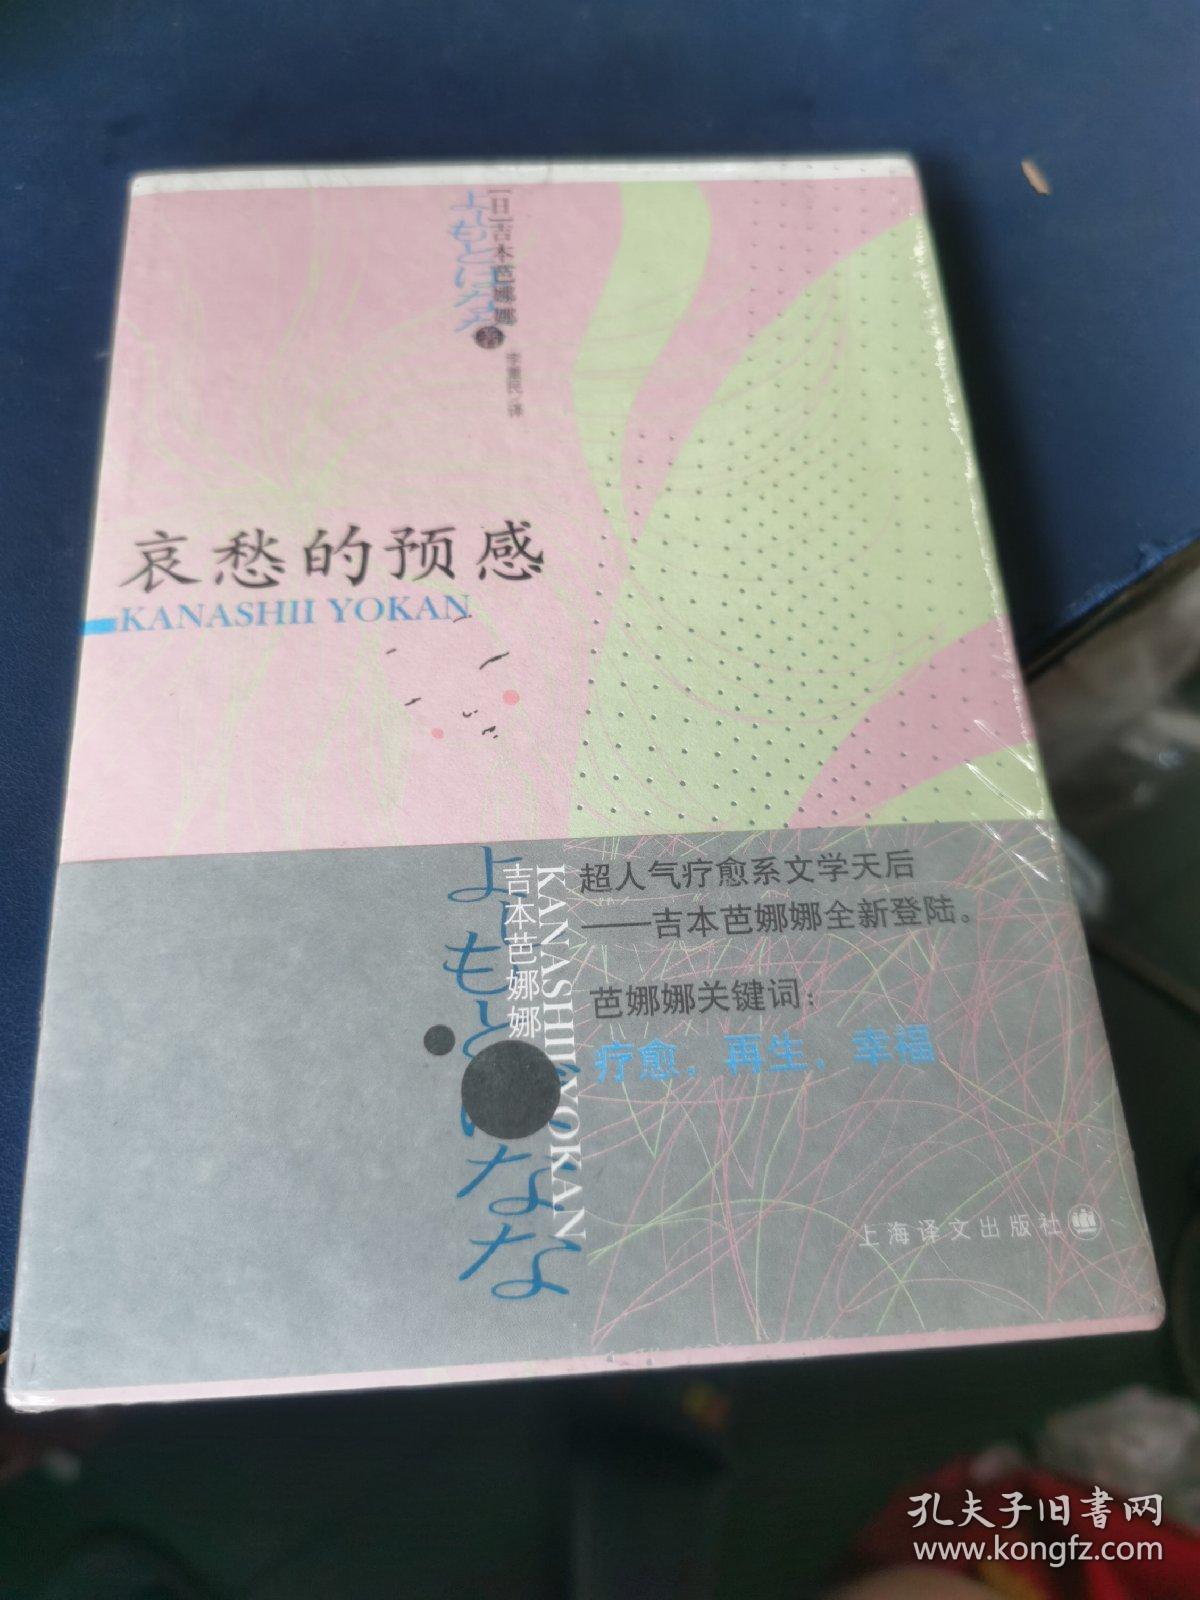 [日]吉本芭娜娜 著
よしもとばなな
李重民/译
哀愁的预感
KANASHII YOKAN
よしもとばなな
吉本芭娜娜
KANASHII YOKAN
超人气疗愈系文学天后
——吉本芭娜娜全新登陆。
芭娜娜关键词：
疗愈，再生，幸福
上海译文出版社
孔夫子旧书网
www.kongfz.com